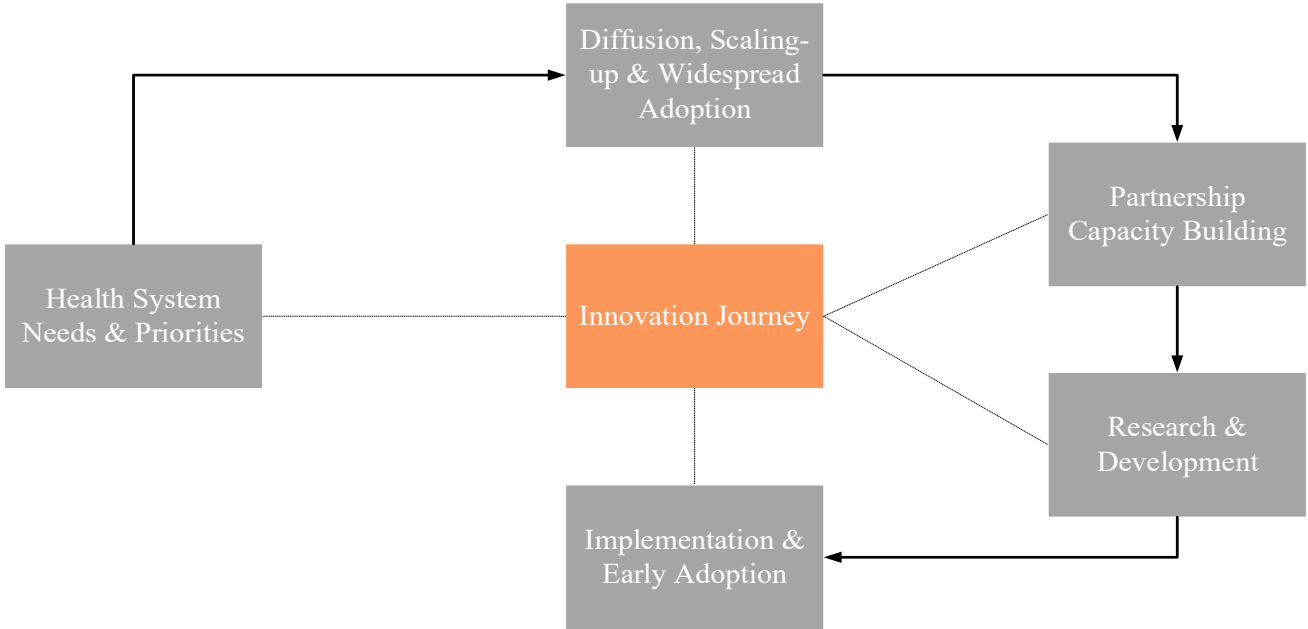 Diffusion, Scaling-
up & Widespread
Adoption
Partnership
Capacity Building
Health System
Needs & Priorities
Innovation Journey
Research &
Development
Implementation &
Early Adoption